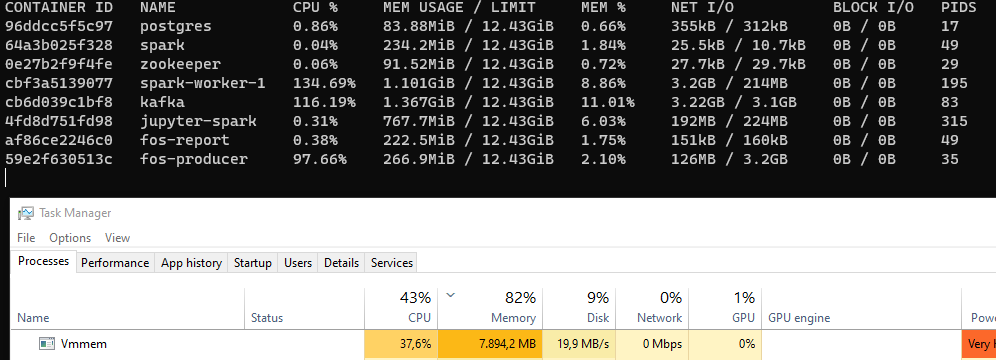 CONTAINER ID NAME CPU % MEM USAGE / LIMIT MEM % NET I/O BLOCK I/O PIDS
96ddcc5f5c97 postgres 0.86% 83.88MiB / 12.43GiB 0.66% 355kB / 312kB 0B / 0B 17
64a3b025f328 spark 0.04% 234.2MiB / 12.43GiB 1.84% 25.5kB / 10.7kB 0B / 0B 49
0e27b2f9f4fe zookeeper 0.06% 91.52MiB / 12.43GiB 0.72% 27.7kB / 29.7kB 0B / 0B 29
cbf3a5139077 spark-worker-1 134.69% 1.101GiB / 12.43GiB 8.86% 3.2GB / 214MB 0B / 0B 195
cb6d039c1bf8 kafka 116.19% 1.367GiB / 12.43GiB 11.01% 3.22GB / 3.1GB 0B / 0B 83
4fd8d751fd98 jupyter-spark 0.31% 767.7MiB / 12.43GiB 6.03% 192MB / 224MB 0B / 0B 315
af86ce2246c0 fos-report 0.38% 222.5MiB / 12.43GiB 1.75% 151kB / 160kB 0B / 0B 49
59e2f630513c fos-producer 97.66% 266.9MiB / 12.43GiB 2.10% 126MB / 3.2GB 0B / 0B 35
Task Manager
File Options View
Processes Performance App history Startup Users Details Services
43% 82% 9% 0% 1%
Name Status CPU Memory Disk Network GPU GPU engine Powe
Vmmem 37,6% 7.894,2 MB 19,9 MB/s 0 Mbps 0% Very H